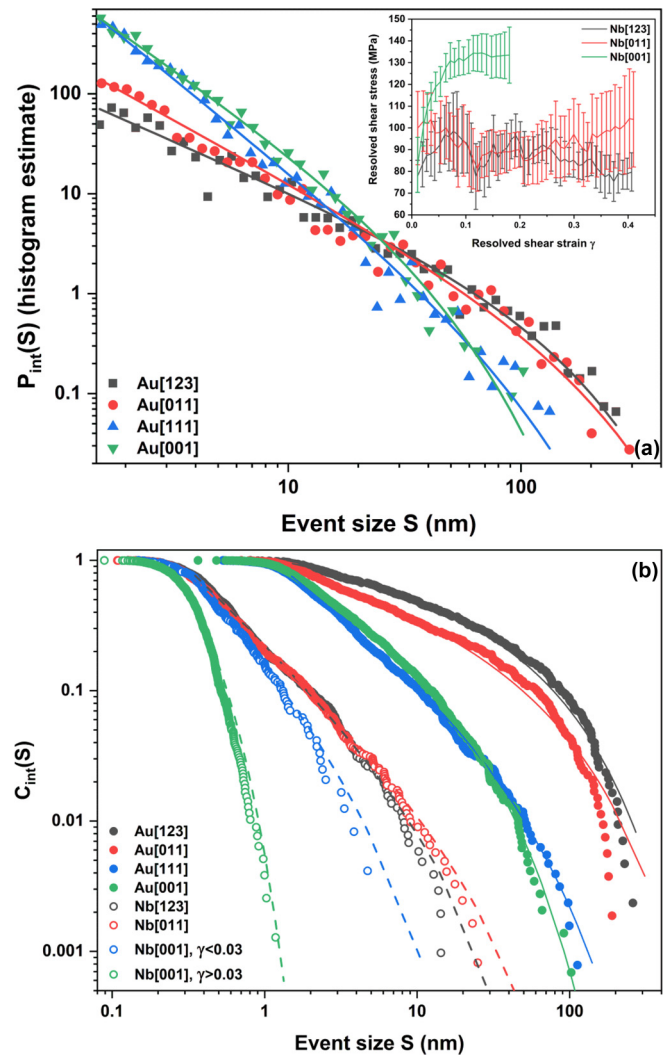 P_int(S) (histogram estimate)
100
10
1
0.1
10
100
Event size S (nm)
Au[123]
Au[011]
Au[111]
Au[001]
(a)
Resolved shear stress (MPa)
150
140
130
120
110
100
90
80
70
60
0.0
0.1
0.2
0.3
0.4
Resolved shear strain γ
Nb[123]
Nb[011]
Nb[001]
(b)
C_int(S)
1
0.1
0.01
0.001
0.1
1
10
100
Event size S (nm)
Au[123]
Au[011]
Au[111]
Au[001]
Nb[123]
Nb[011]
Nb[001], γ<0.03
Nb[001], γ>0.03